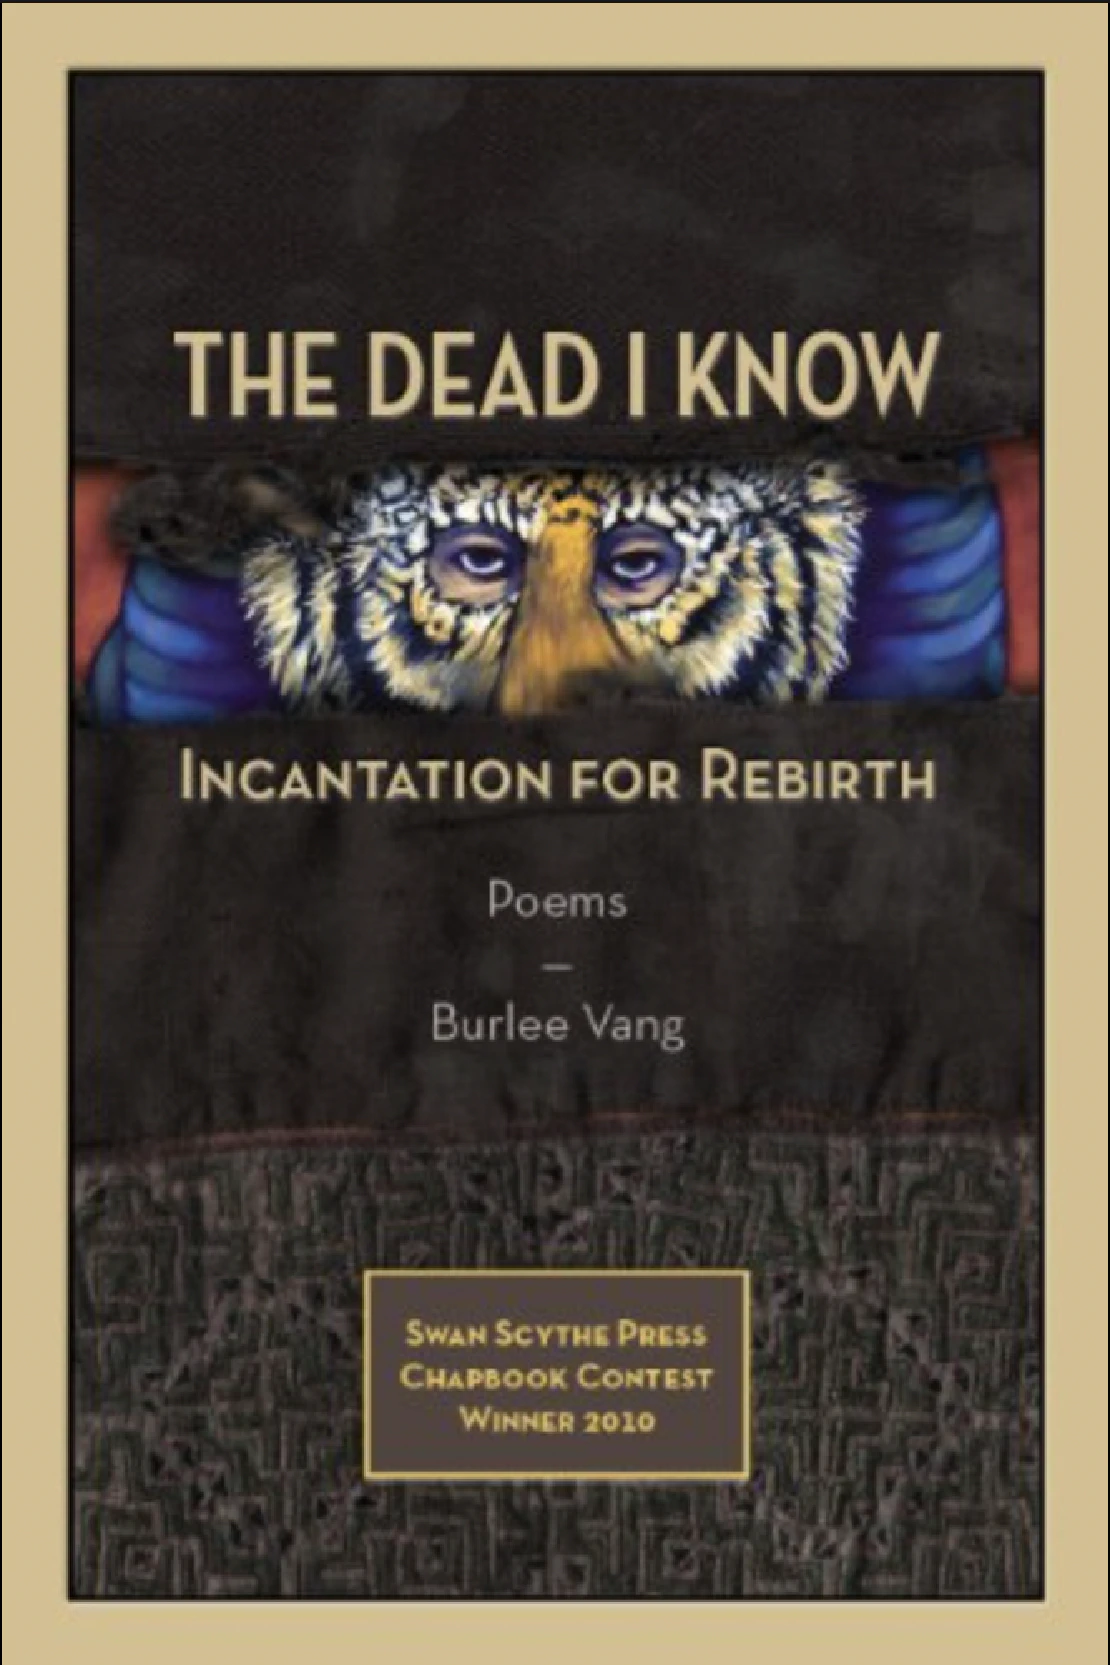 THE DEAD I KNOW
INCANTATION FOR REBIRTH
Poems
–
Burlee Vang
SWAN SCYTHE PRESS
CHAPBOOK CONTEST
WINNER 2010